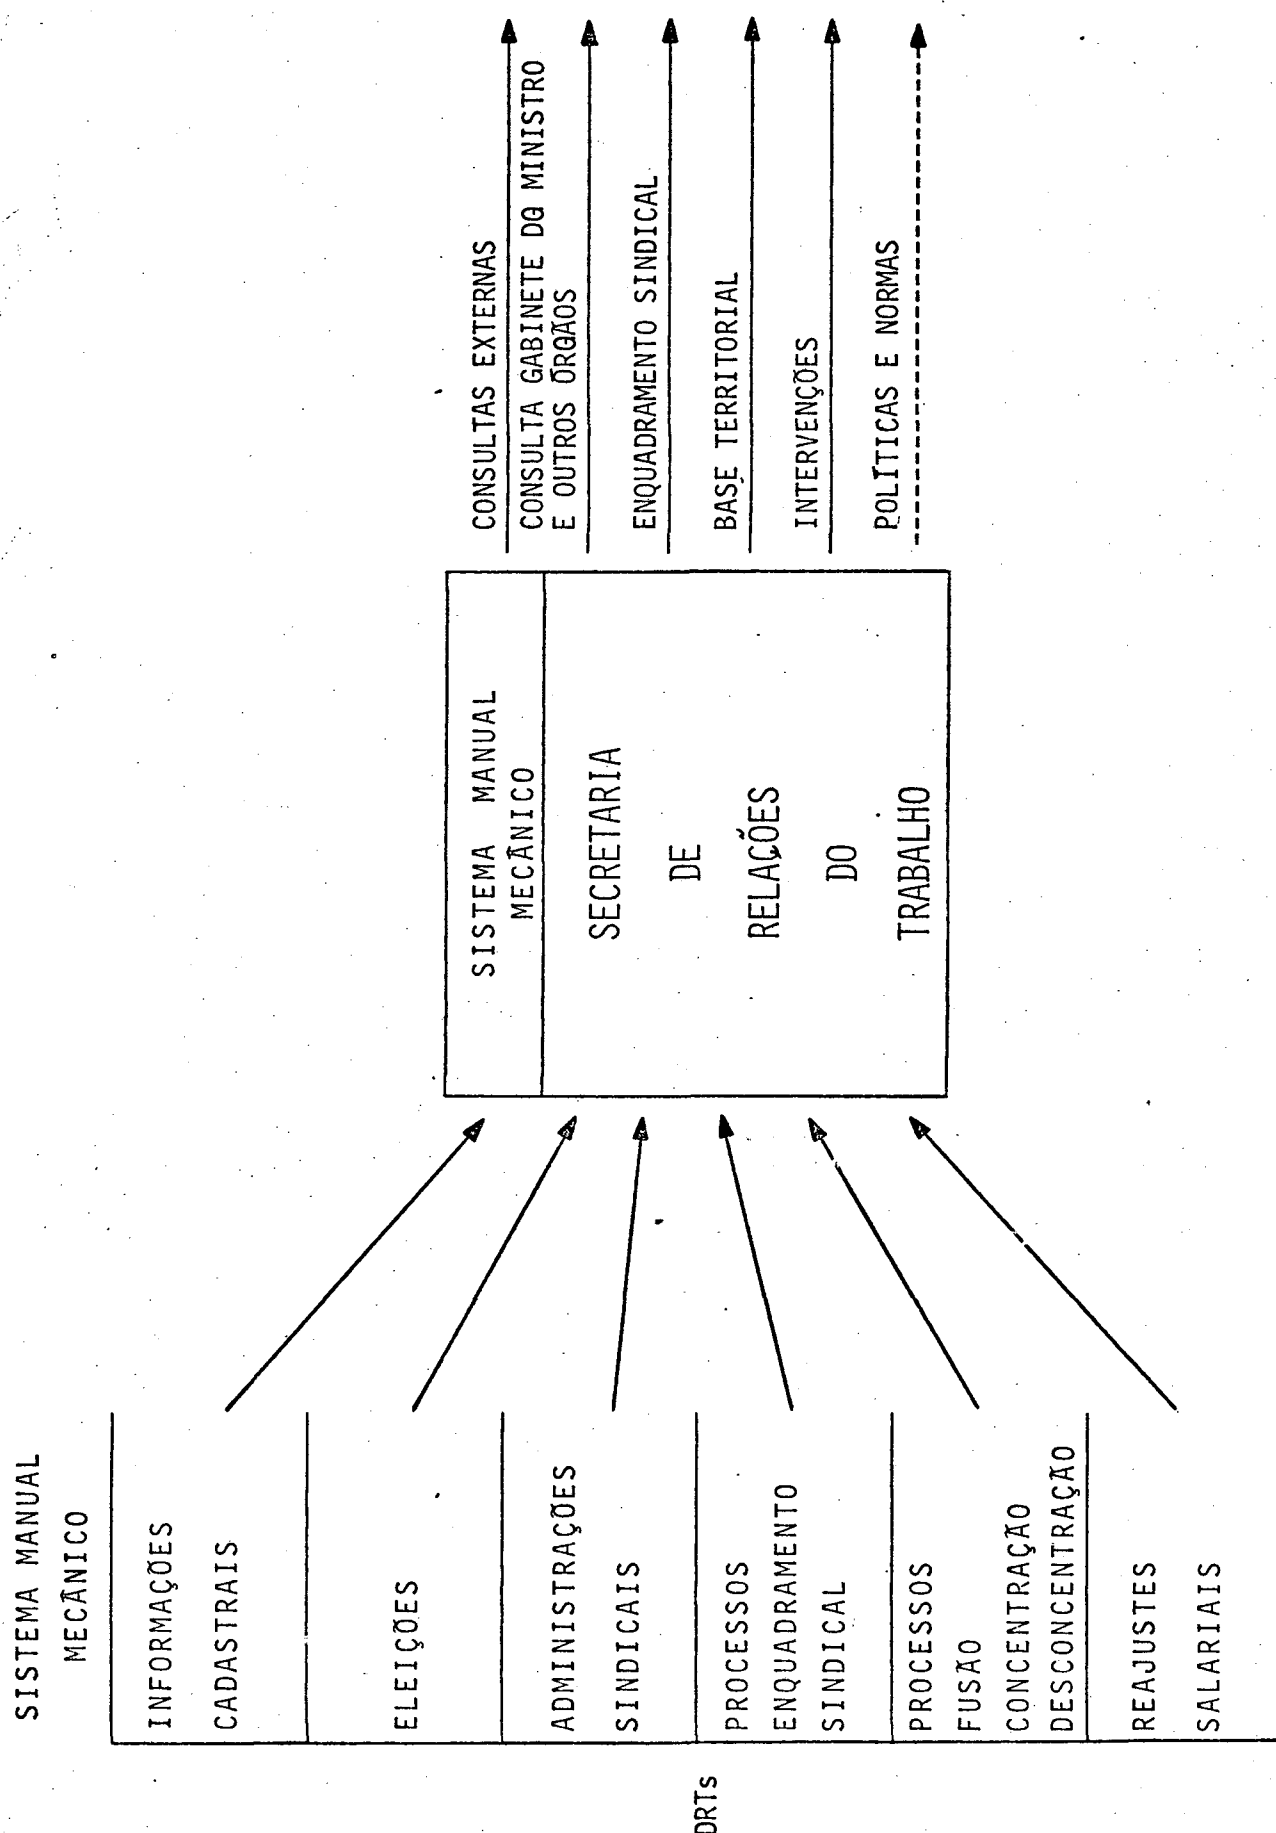 SISTEMA MANUAL
MECÂNICO
DRTs
INFORMAÇÕES
CADASTRAIS
ELEIÇÕES
ADMINISTRAÇÕES
SINDICAIS
PROCESSOS
ENQUADRAMENTO
SINDICAL
PROCESSOS
FUSÃO
CONCENTRAÇÃO
DESCONCENTRAÇÃO
REAJUSTES
SALARIAIS
SISTEMA MANUAL
MECÂNICO
SECRETARIA
DE
RELAÇÕES
DO
TRABALHO
CONSULTAS EXTERNAS
CONSULTA GABINETE DO MINISTRO
E OUTROS ÓRGÃOS
ENQUADRAMENTO SINDICAL
BASE TERRITORIAL
INTERVENÇÕES
POLÍTICAS E NORMAS